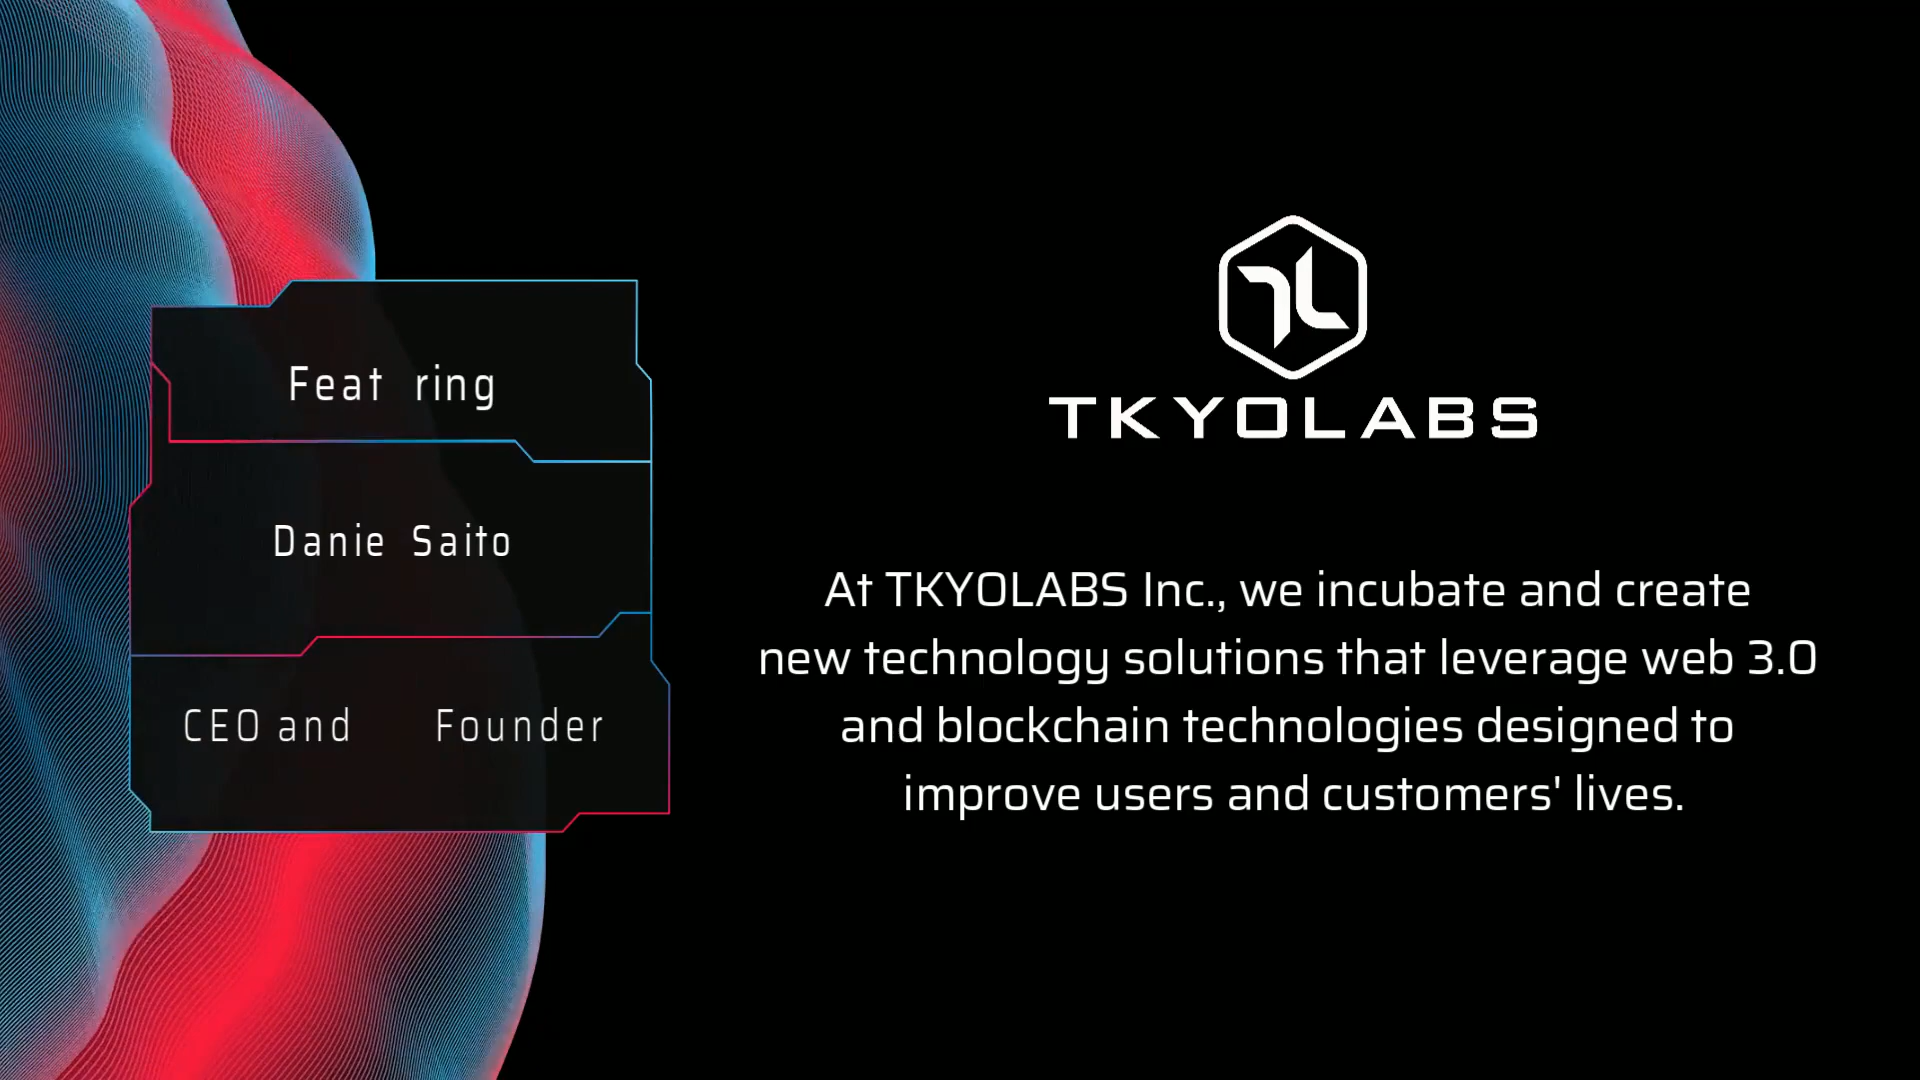 Feat ring
Danie Saito
CEO and Founder
TKYOLABS
At TKYOLABS Inc., we incubate and create
new technology solutions that leverage web 3.0
and blockchain technologies designed to
improve users and customers' lives.